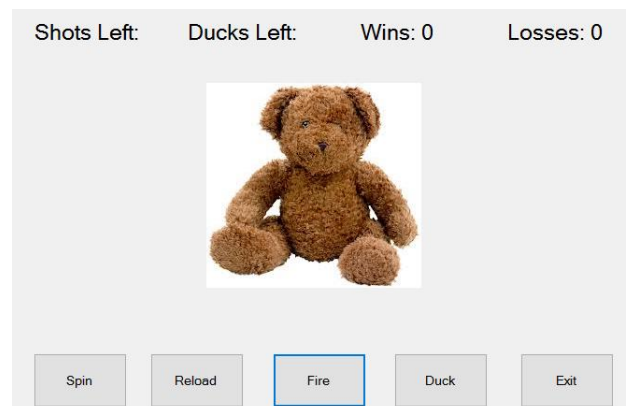 Shots Left: Ducks Left: Wins: 0 Losses: 0
Spin Reload Fire Duck Exit